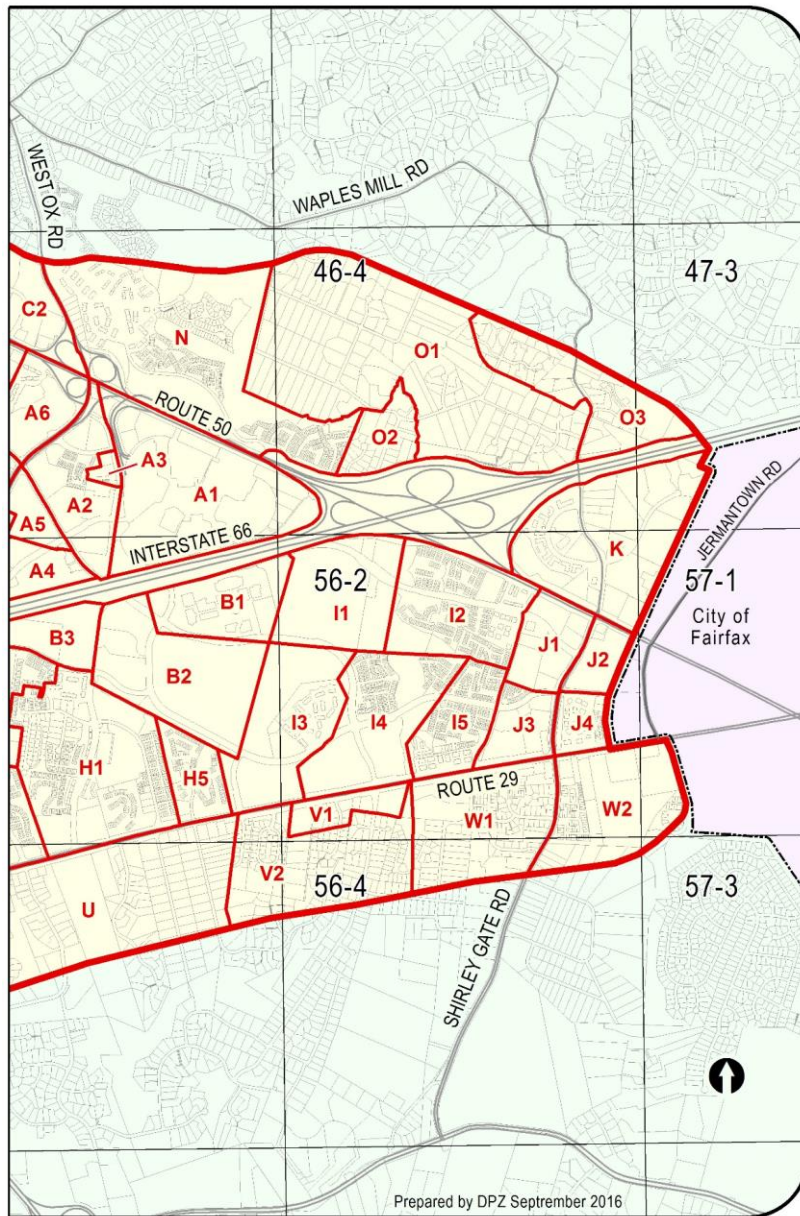 WEST OX RD
WAPLES MILL RD
46-4
47-3
C2
N
O1
A6
ROUTE 50
O2
O3
A3
A2
A1
A5
JERMANTOWN RD
INTERSTATE 66
K
A4
56-2
57-1
B1
I1
I2
City of
Fairfax
B3
J1
J2
B2
I3
I4
I5
J3
J4
H1
H5
ROUTE 29
V1
W1
W2
V2
56-4
57-3
U
SHIRLEY GATE RD
Prepared by DPZ Septrember 2016